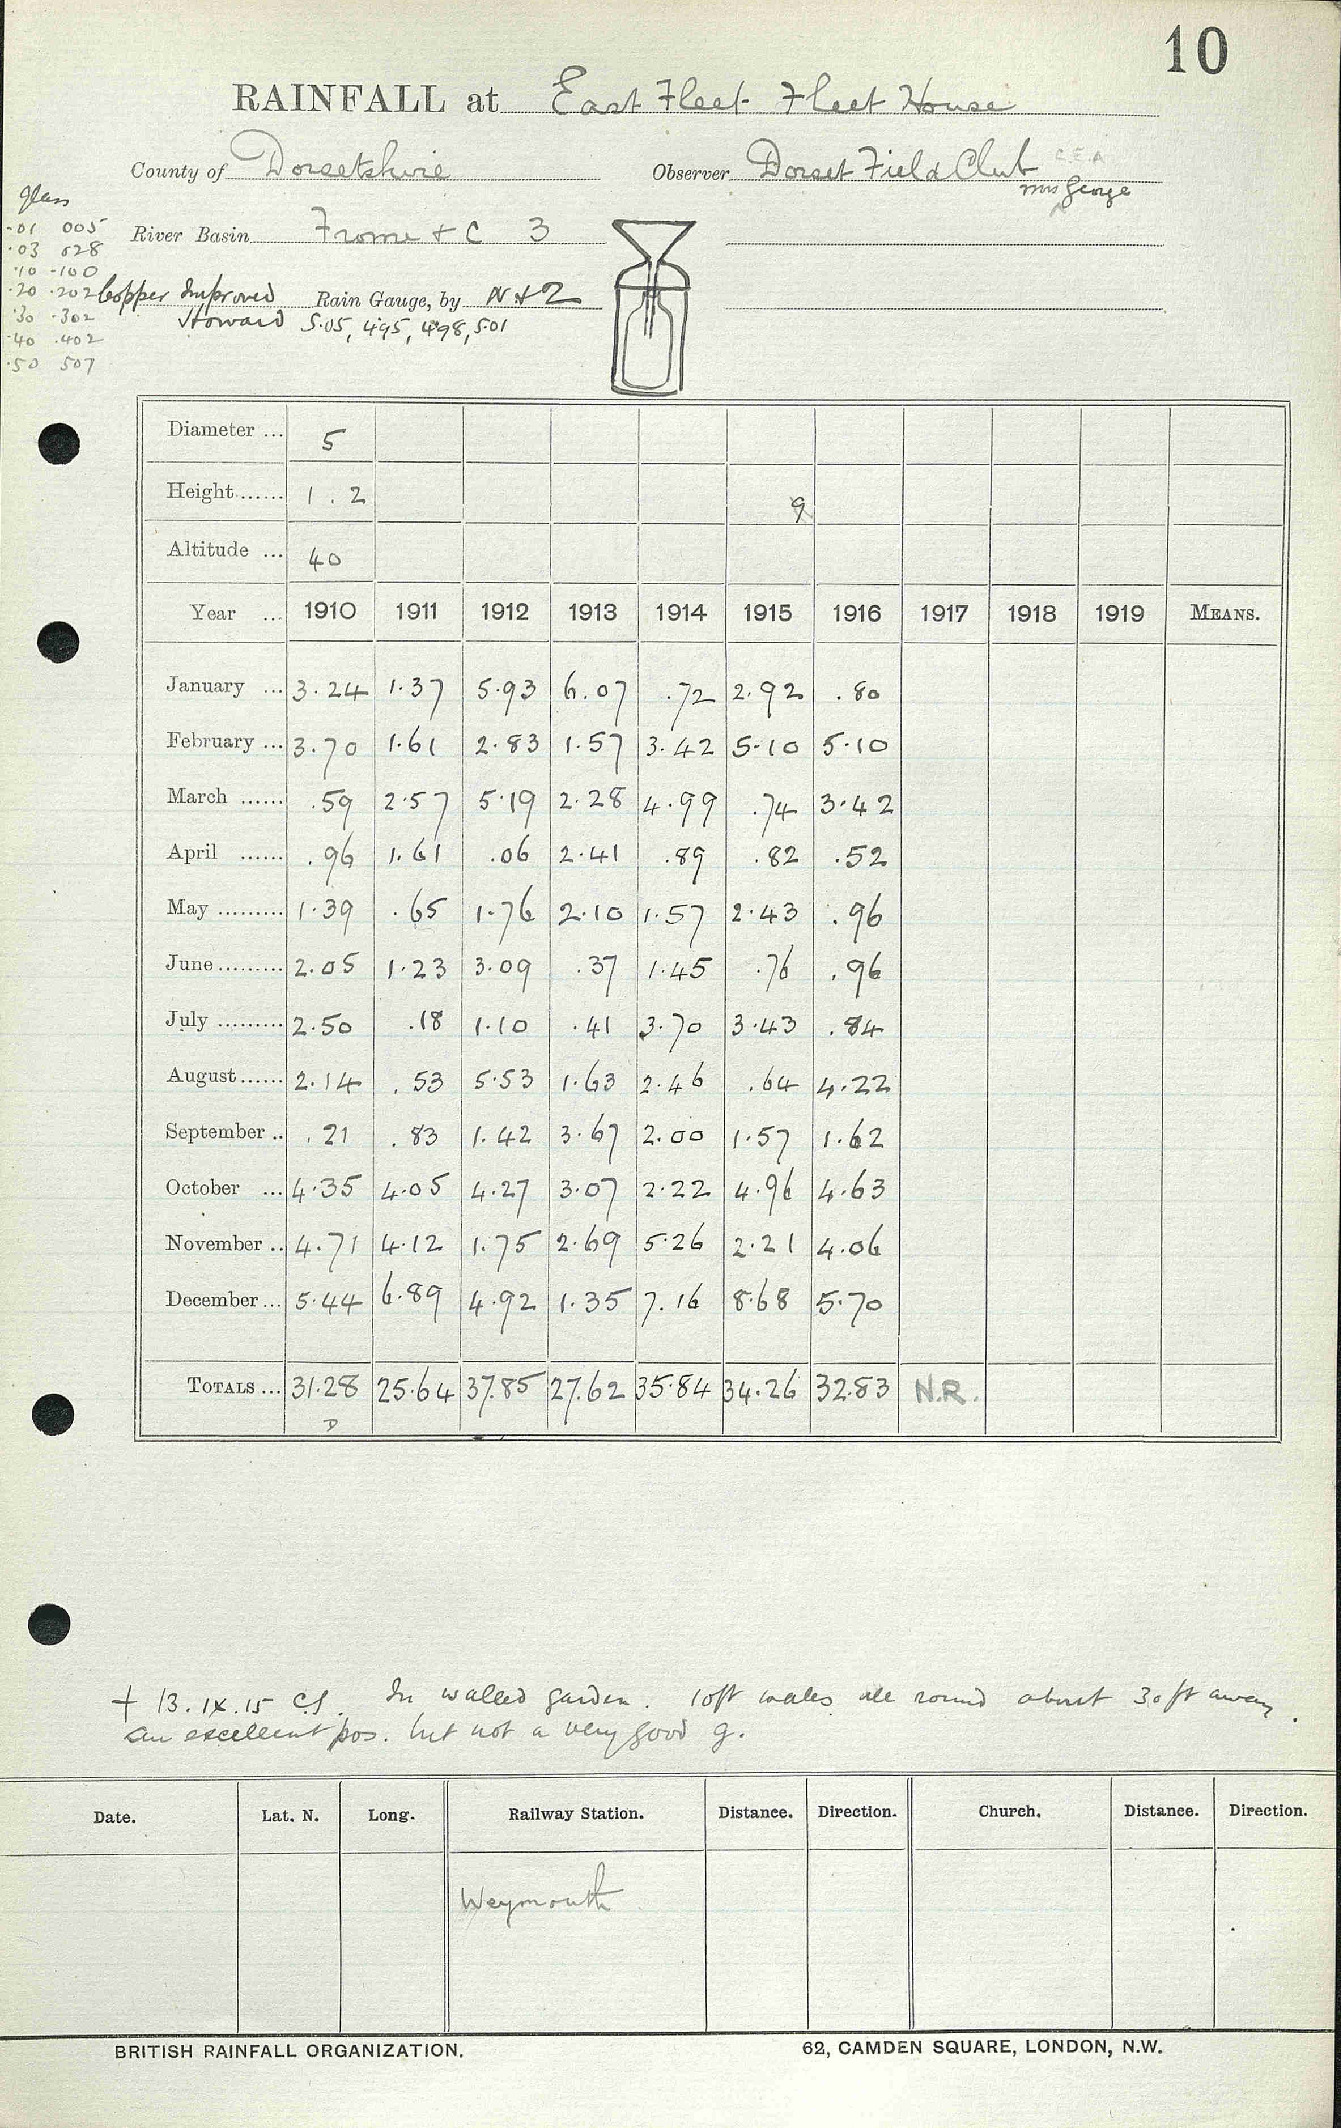 10
RAINFALL at East Fleet Fleet House
County of Dorsetshire Observer Dorset Field Club C.E.A
Mrs George
glass
River Basin Frome & C 3
.01 005
.03 028
.10 .100
.20 .202
.30 .302
.40 .402
.50 507
Copper Improved Rain Gauge, by N & Z
Howard 5.05, 4.95, 4.98, 5.01
Diameter ... 5
Height ...... 1 . 2 9
Altitude ... 40
Year ... 1910 1911 1912 1913 1914 1915 1916 1917 1918 1919 MEANS.
January ... 3.24 1.37 5.93 6.07 .72 2.92 .80
February ... 3.70 1.61 2.83 1.57 3.42 5.10 5.10
March ...... .59 2.57 5.19 2.28 4.99 .74 3.42
April ...... .96 1.61 .06 2.41 .89 .82 .52
May ......... 1.39 .65 1.76 2.10 1.57 2.43 .96
June ......... 2.05 1.23 3.09 .37 1.45 .76 .96
July ......... 2.50 .18 1.10 .41 3.70 3.43 .84
August ...... 2.14 .53 5.53 1.63 2.46 .64 4.22
September .. .21 .83 1.42 3.67 2.00 1.57 1.62
October ... 4.35 4.05 4.27 3.07 2.22 4.96 4.63
November .. 4.71 4.12 1.75 2.69 5.26 2.21 4.06
December ... 5.44 6.89 4.92 1.35 7.16 8.68 5.70
TOTALS ... 31.28 25.64 37.85 27.62 35.84 34.26 32.83 N.R.
D
+ 13.IX.15 C.S. In walled garden. 10ft walls all round about 30ft away.
an excellent pos. but not a very good g.
Date. Lat. N. Long. Railway Station. Distance. Direction. Church. Distance. Direction.
Weymouth
BRITISH RAINFALL ORGANIZATION. 62, CAMDEN SQUARE, LONDON, N.W.